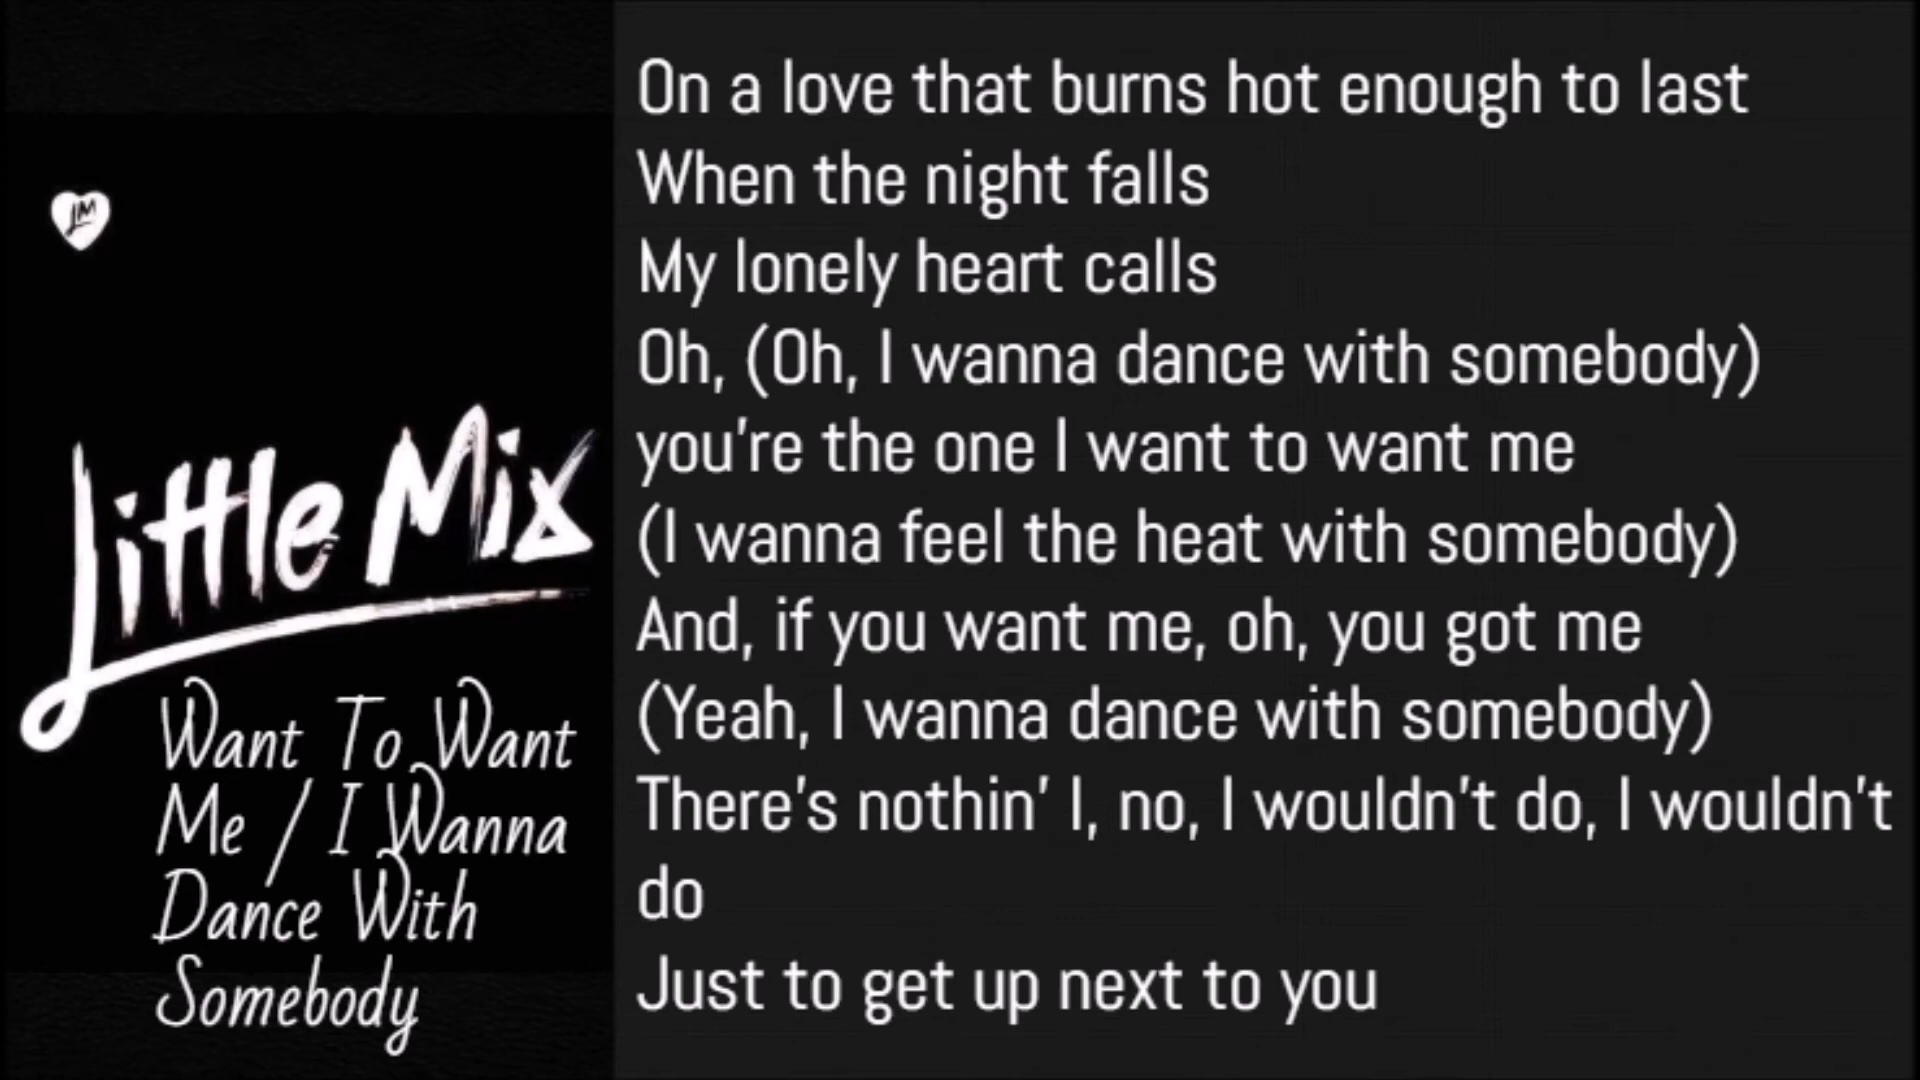 LM
Little Mix
Want To Want
Me / I Wanna
Dance With
Somebody
On a love that burns hot enough to last
When the night falls
My lonely heart calls
Oh, (Oh, I wanna dance with somebody)
you're the one I want to want me
(I wanna feel the heat with somebody)
And, if you want me, oh, you got me
(Yeah, I wanna dance with somebody)
There's nothin' I, no, I wouldn't do, I wouldn't
do
Just to get up next to you